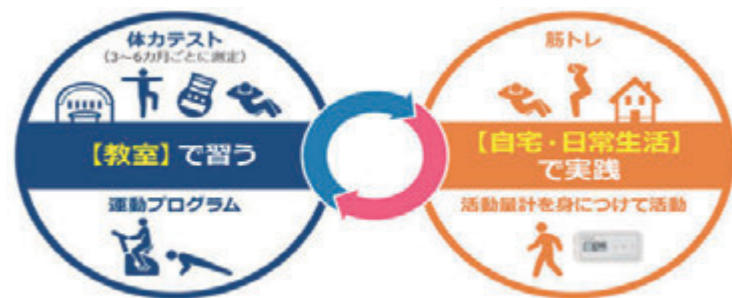 体力テスト
(3～6カ月ごとに測定)
【教室】で習う
運動プログラム
筋トレ
【自宅・日常生活】
で実践
活動量計を身につけて活動